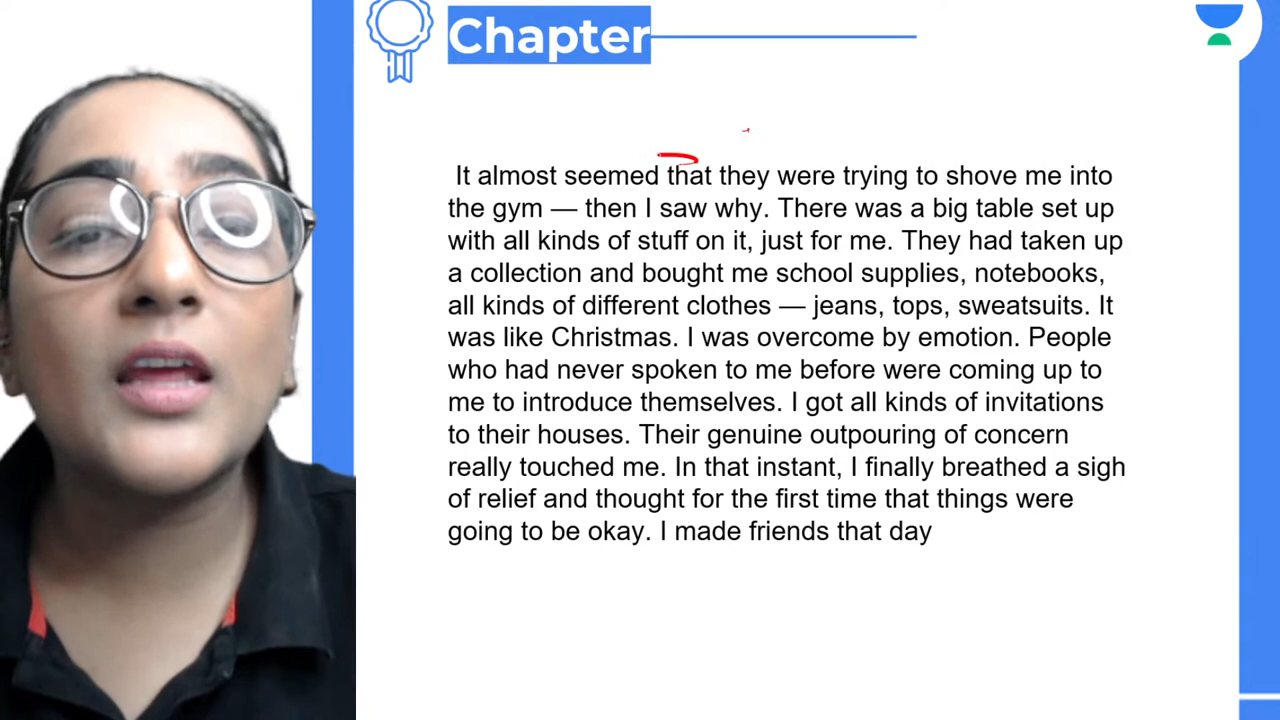 Chapter
It almost seemed that they were trying to shove me into
the gym — then I saw why. There was a big table set up
with all kinds of stuff on it, just for me. They had taken up
a collection and bought me school supplies, notebooks,
all kinds of different clothes — jeans, tops, sweatsuits. It
was like Christmas. I was overcome by emotion. People
who had never spoken to me before were coming up to
me to introduce themselves. I got all kinds of invitations
to their houses. Their genuine outpouring of concern
really touched me. In that instant, I finally breathed a sigh
of relief and thought for the first time that things were
going to be okay. I made friends that day